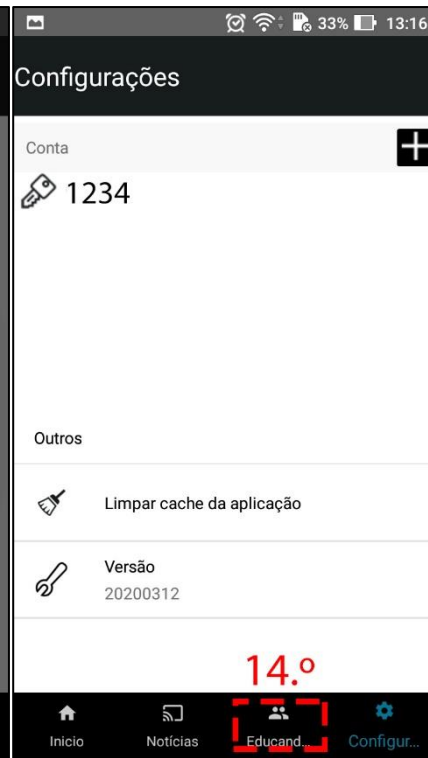 33% 13:16
Configurações
Conta
1234
Outros
Limpar cache da aplicação
Versão
20200312
14.º
Inicio Notícias Educand... Configur...